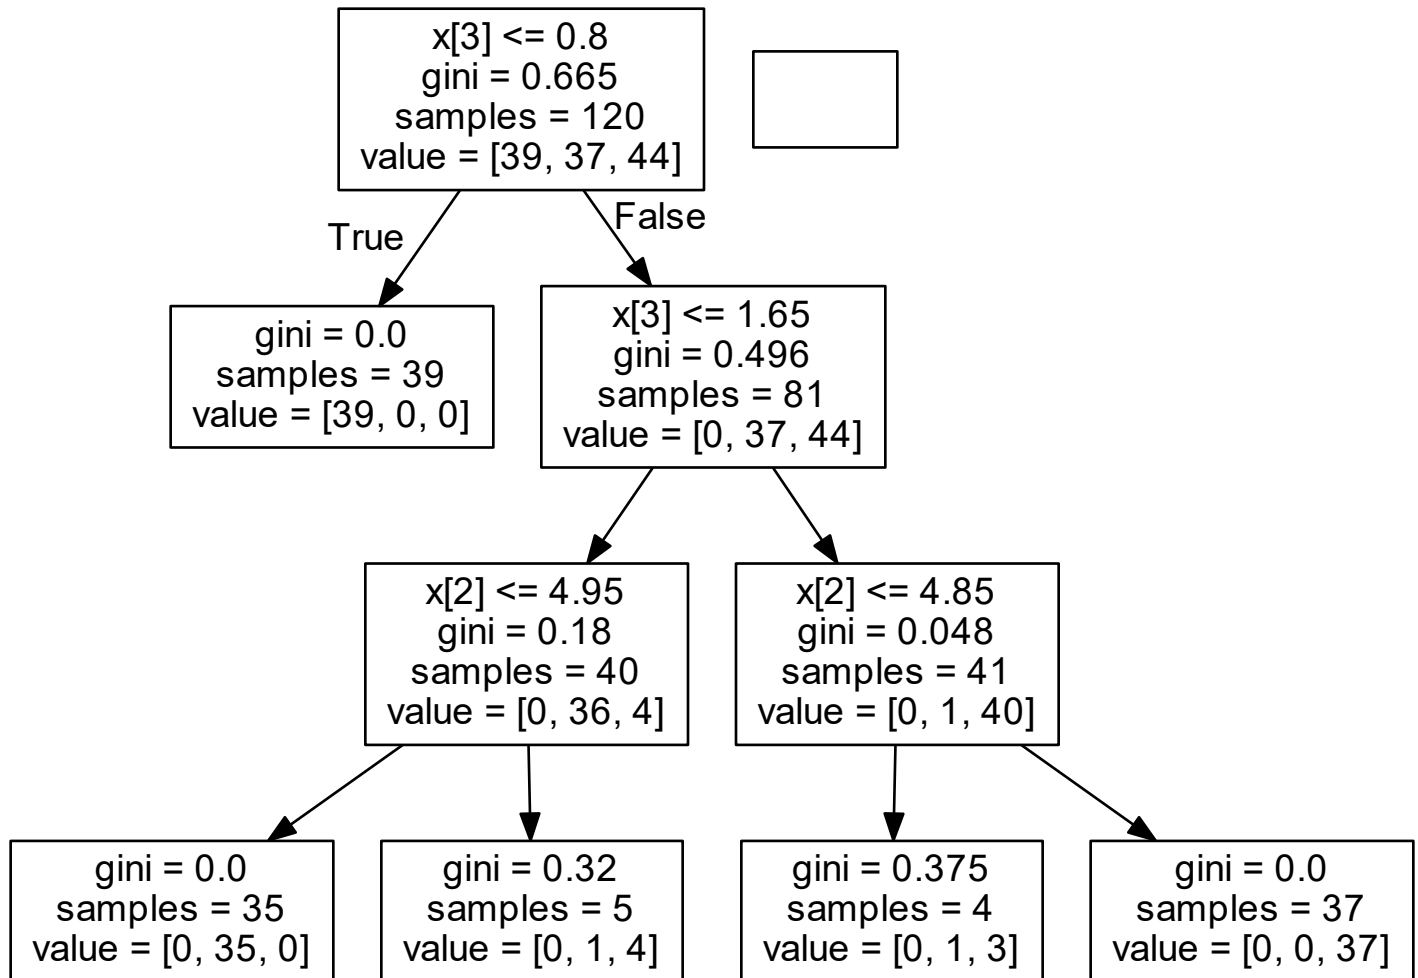 x[3] <= 0.8
gini = 0.665
samples = 120
value = [39, 37, 44]
True
False
gini = 0.0
samples = 39
value = [39, 0, 0]
x[3] <= 1.65
gini = 0.496
samples = 81
value = [0, 37, 44]
x[2] <= 4.95
gini = 0.18
samples = 40
value = [0, 36, 4]
x[2] <= 4.85
gini = 0.048
samples = 41
value = [0, 1, 40]
gini = 0.0
samples = 35
value = [0, 35, 0]
gini = 0.32
samples = 5
value = [0, 1, 4]
gini = 0.375
samples = 4
value = [0, 1, 3]
gini = 0.0
samples = 37
value = [0, 0, 37]